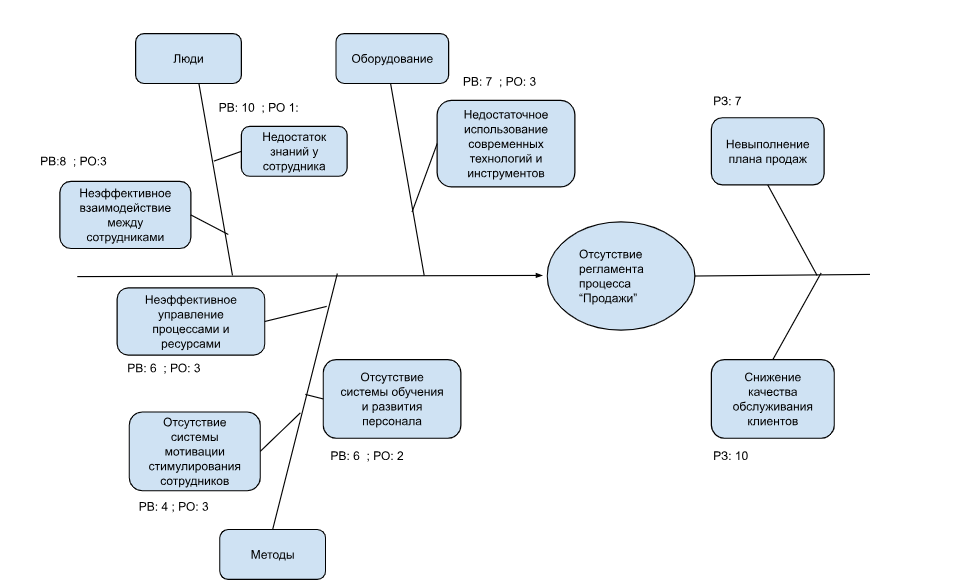 Люди
Оборудование
РВ: 7  ; РО: 3
РВ: 10  ; РО 1:
Недостаточное
использование
современных
технологий и
инструментов
РЗ: 7
Недостаток
знаний у
сотрудника
Невыполнение
плана продаж
РВ:8  ; РО:3
Неэффективное
взаимодействие
между
сотрудниками
Отсутствие
регламента
процесса
“Продажи”
Неэффективное
управление
процессами и
ресурсами
РВ: 6  ; РО: 3
Отсутствие
системы обучения
и развития
персонала
РВ: 6  ; РО: 2
Снижение
качества
обслуживания
клиентов
РЗ: 10
Отсутствие
системы
мотивации
стимулирования
сотрудников
РВ: 4 ; РО: 3
Методы